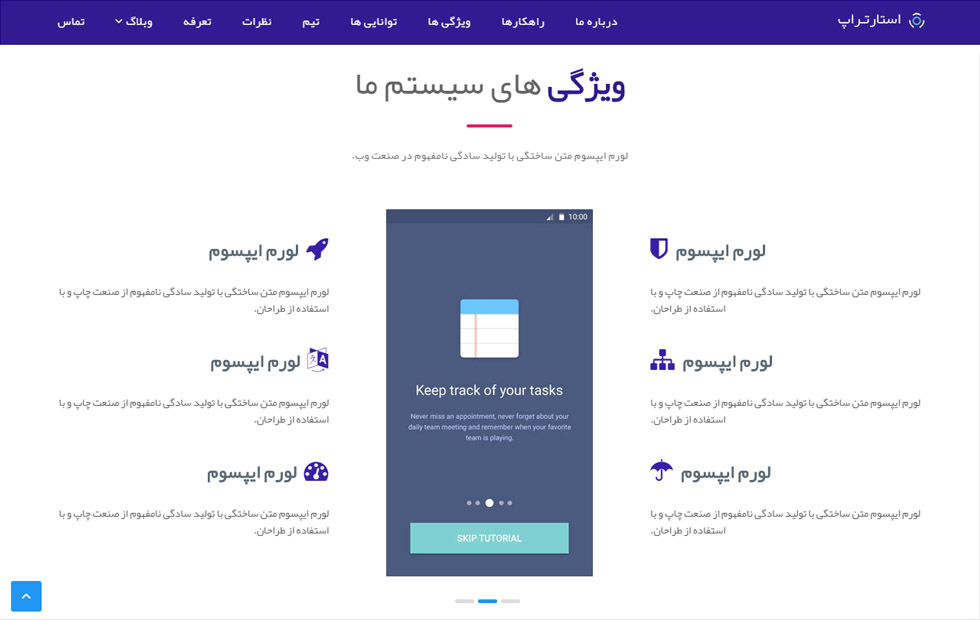 استارتراپ
درباره ما
راهکارها
ویژگی ها
توانایی ها
تیم
نظرات
تعرفه
وبلاگ
تماس
ویژگی های سیستم ما
لورم ایپسوم متن ساختگی با تولید سادگی نامفهوم در صنعت وب.
لورم ایپسوم
لورم ایپسوم متن ساختگی با تولید سادگی نامفهوم از صنعت چاپ و با
استفاده از طراحان.
لورم ایپسوم
لورم ایپسوم متن ساختگی با تولید سادگی نامفهوم از صنعت چاپ و با
استفاده از طراحان.
لورم ایپسوم
لورم ایپسوم متن ساختگی با تولید سادگی نامفهوم از صنعت چاپ و با
استفاده از طراحان.
10:00
Keep track of your tasks
Never miss an appointment, never forget about your
daily team meeting and remember when your favorite
team is playing.
SKIP TUTORIAL
لورم ایپسوم
لورم ایپسوم متن ساختگی با تولید سادگی نامفهوم از صنعت چاپ و با
استفاده از طراحان.
A
لورم ایپسوم
لورم ایپسوم متن ساختگی با تولید سادگی نامفهوم از صنعت چاپ و با
استفاده از طراحان.
لورم ایپسوم
لورم ایپسوم متن ساختگی با تولید سادگی نامفهوم از صنعت چاپ و با
استفاده از طراحان.